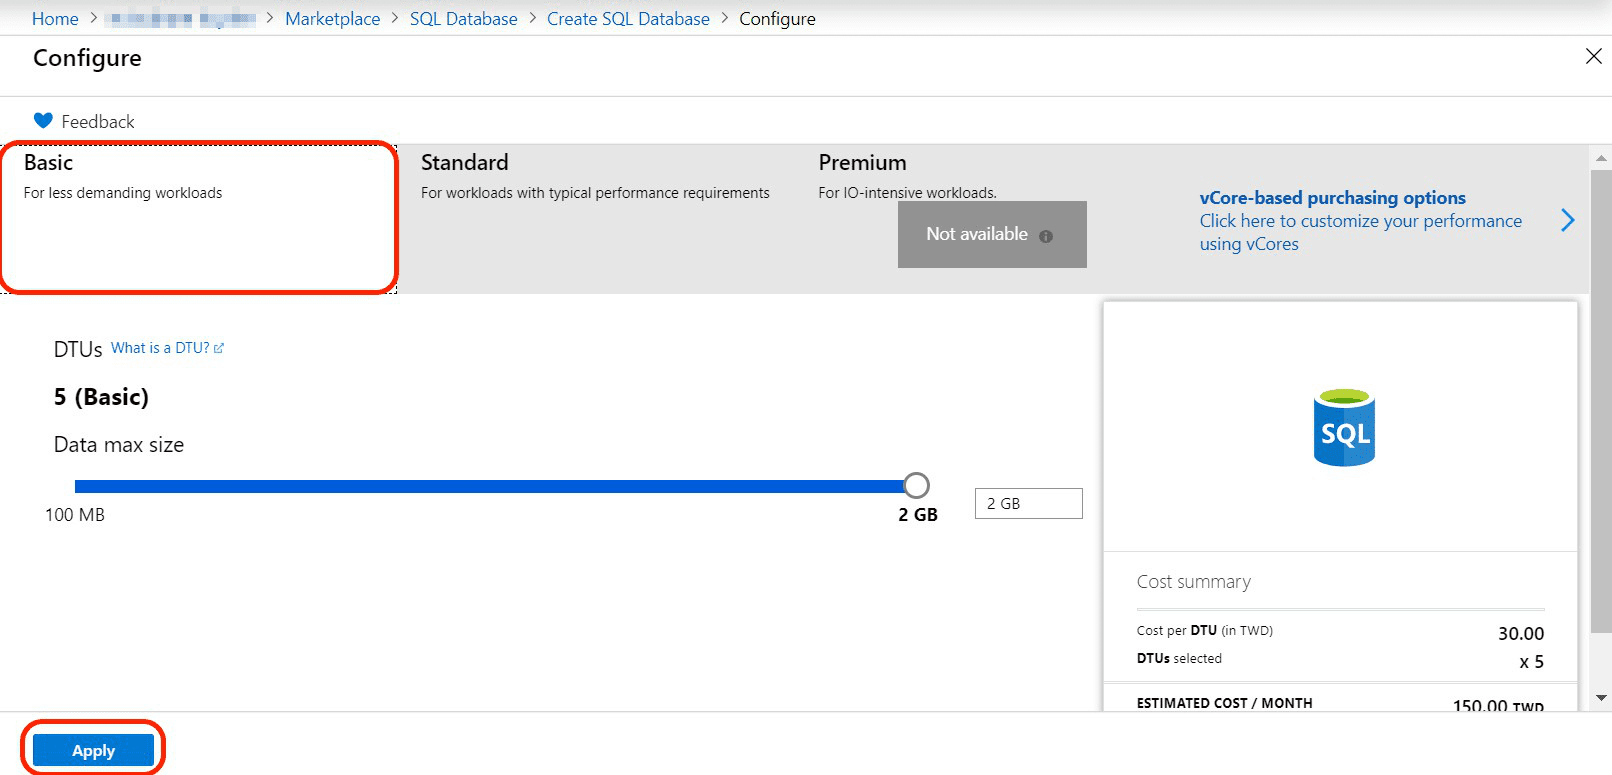 Home > Marketplace > SQL Database > Create SQL Database > Configure
Configure
Feedback
Basic
For less demanding workloads
Standard
For workloads with typical performance requirements
Premium
For IO-intensive workloads.
Not available
vCore-based purchasing options
Click here to customize your performance
using vCores
DTUs What is a DTU?
5 (Basic)
Data max size
100 MB
2 GB
2 GB
SQL
Cost summary
Cost per DTU (in TWD) 30.00
DTUs selected x 5
ESTIMATED COST / MONTH 150.00 TWD
Apply